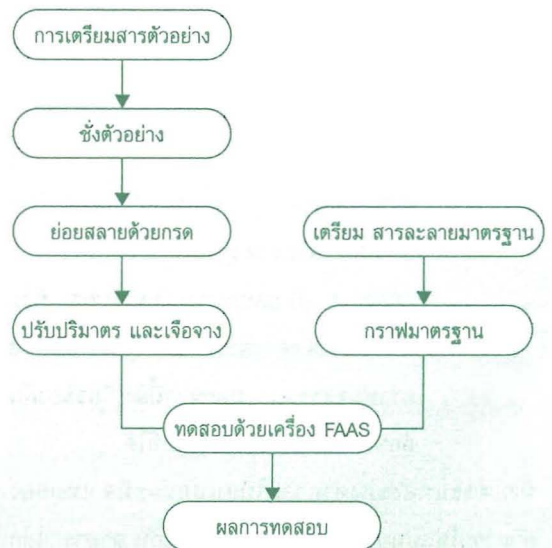 การเตรียมสารตัวอย่าง
ชั่งตัวอย่าง
ย่อยสลายด้วยกรด
เตรียม สารละลายมาตรฐาน
ปรับปริมาตร และเจือจาง
กราฟมาตรฐาน
ทดสอบด้วยเครื่อง FAAS
ผลการทดสอบ